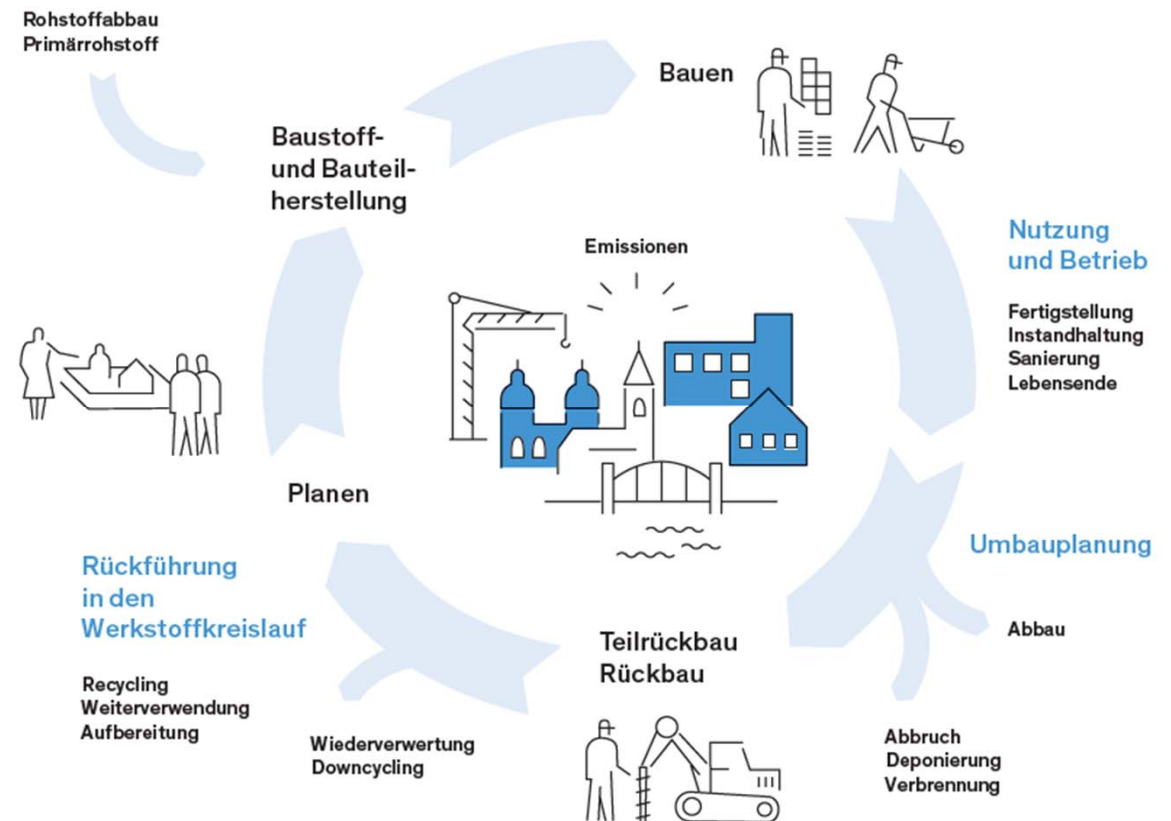 Rohstoffabbau
Primärrohstoff
Bauen
Baustoff-
und Bauteil-
herstellung
Emissionen
Nutzung
und Betrieb
Fertigstellung
Instandhaltung
Sanierung
Lebensende
Planen
Umbauplanung
Rückführung
in den
Werkstoffkreislauf
Abbau
Teilrückbau
Rückbau
Recycling
Weiterverwendung
Aufbereitung
Wiederverwertung
Downcycling
Abbruch
Deponierung
Verbrennung